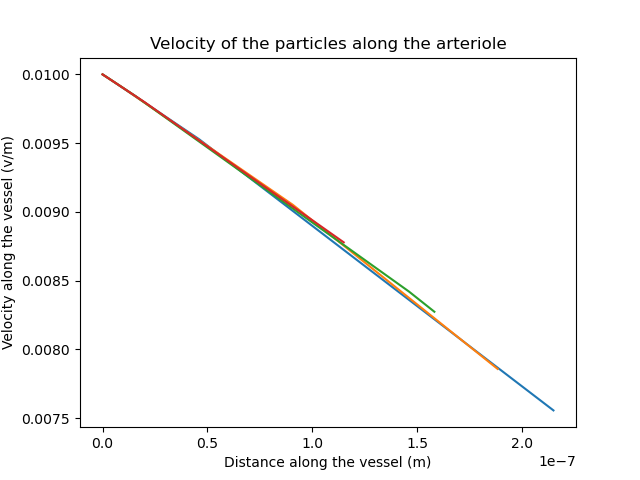 Velocity of the particles along the arteriole
Velocity along the vessel (v/m)
0.0100
0.0095
0.0090
0.0085
0.0080
0.0075
0.0 0.5 1.0 1.5 2.0
1e−7
Distance along the vessel (m)